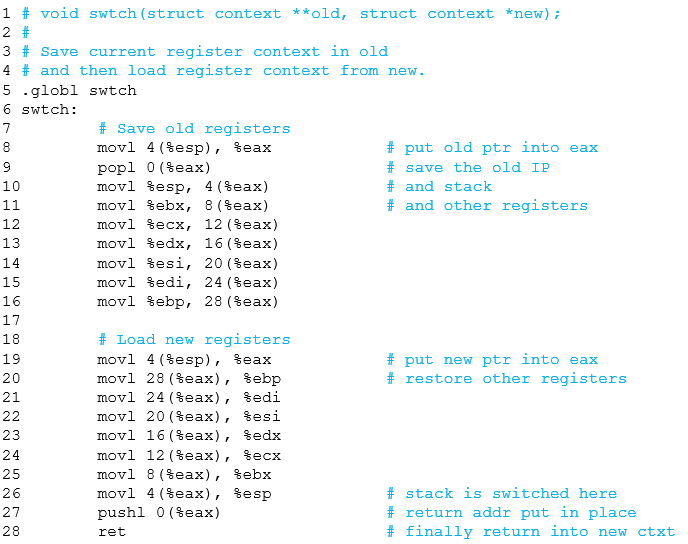 1 # void swtch(struct context **old, struct context *new);
2 #
3 # Save current register context in old
4 # and then load register context from new.
5 .globl swtch
6 swtch:
7         # Save old registers
8         movl 4(%esp), %eax            # put old ptr into eax
9         popl 0(%eax)                  # save the old IP
10        movl %esp, 4(%eax)            # and stack
11        movl %ebx, 8(%eax)            # and other registers
12        movl %ecx, 12(%eax)
13        movl %edx, 16(%eax)
14        movl %esi, 20(%eax)
15        movl %edi, 24(%eax)
16        movl %ebp, 28(%eax)
17
18        # Load new registers
19        movl 4(%esp), %eax            # put new ptr into eax
20        movl 28(%eax), %ebp           # restore other registers
21        movl 24(%eax), %edi
22        movl 20(%eax), %esi
23        movl 16(%eax), %edx
24        movl 12(%eax), %ecx
25        movl 8(%eax), %ebx
26        movl 4(%eax), %esp            # stack is switched here
27        pushl 0(%eax)                 # return addr put in place
28        ret                           # finally return into new ctxt